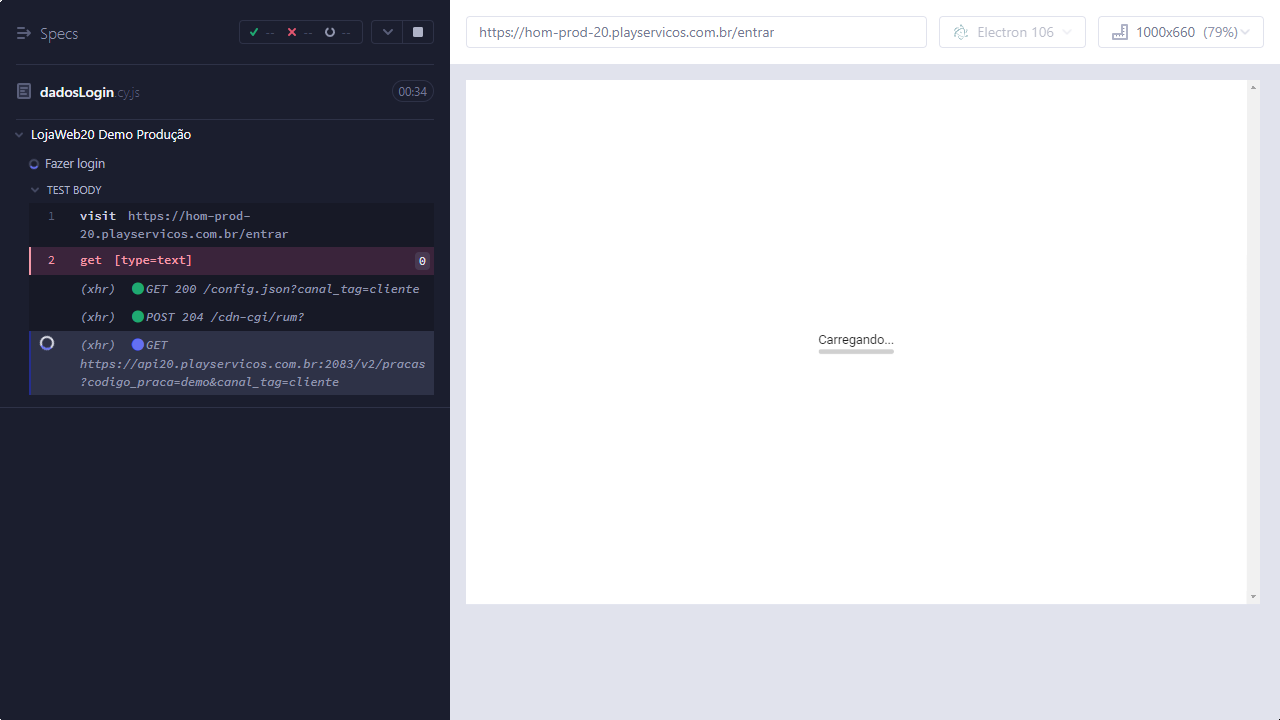 Specs
--
--
--
dadosLogin.cy.js
00:34
LojaWeb20 Demo Produção
Fazer login
TEST BODY
1 visit https://hom-prod-
20.playservicos.com.br/entrar
2 get [type=text] 0
(xhr) GET 200 /config.json?canal_tag=cliente
(xhr) POST 204 /cdn-cgi/rum?
(xhr) GET
https://api20.playservicos.com.br:2083/v2/pracas
?codigo_praca=demo&canal_tag=cliente
https://hom-prod-20.playservicos.com.br/entrar
Electron 106
1000x660 (79%)
Carregando...